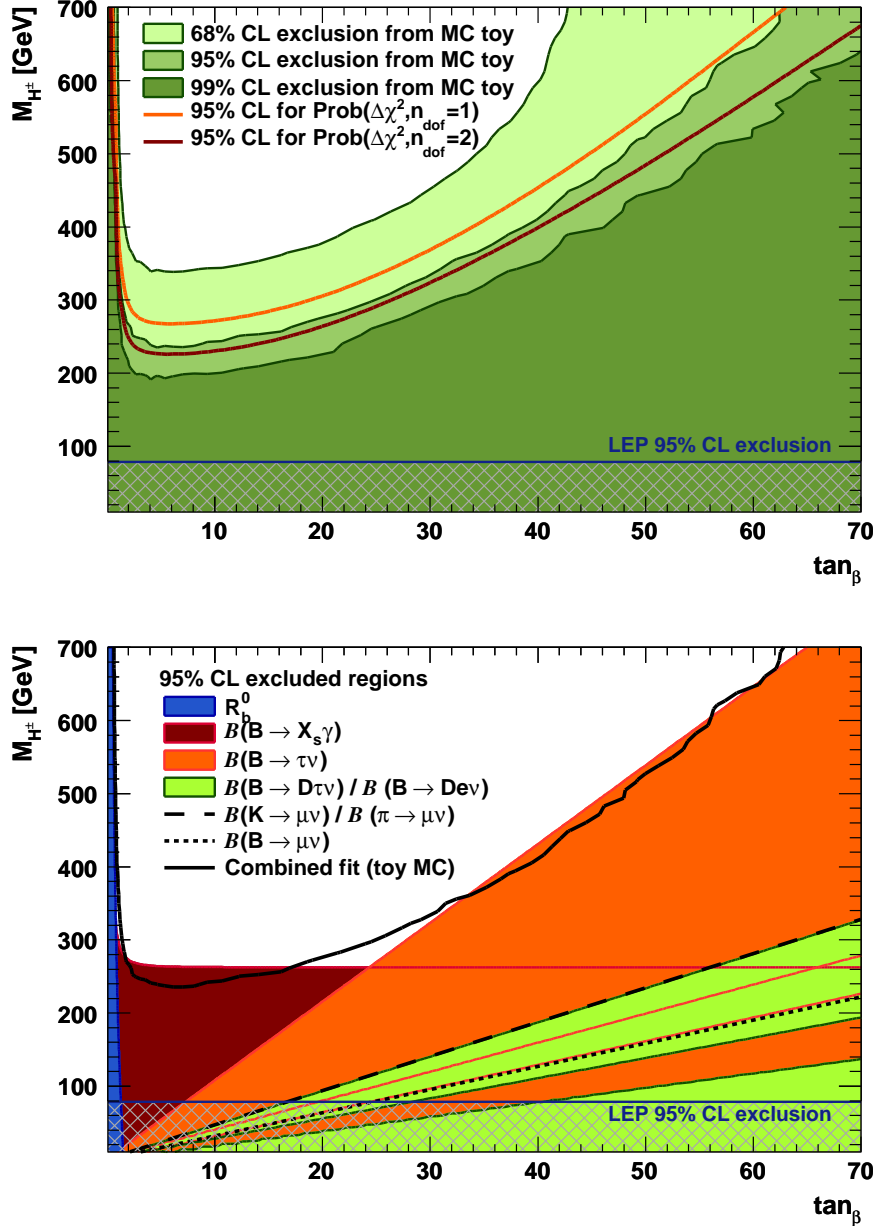 M_H± [GeV]
700
600
500
400
300
200
100
68% CL exclusion from MC toy
95% CL exclusion from MC toy
99% CL exclusion from MC toy
95% CL for Prob(Δχ²,n_dof=1)
95% CL for Prob(Δχ²,n_dof=2)
LEP 95% CL exclusion
10 20 30 40 50 60 70
tan_β
M_H± [GeV]
700
600
500
400
300
200
100
95% CL excluded regions
R_b^0
B(B → X_sγ)
B(B → τν)
B(B → Dτν) / B (B → Deν)
B(K → μν) / B (π → μν)
B(B → μν)
Combined fit (toy MC)
LEP 95% CL exclusion
10 20 30 40 50 60 70
tan_β